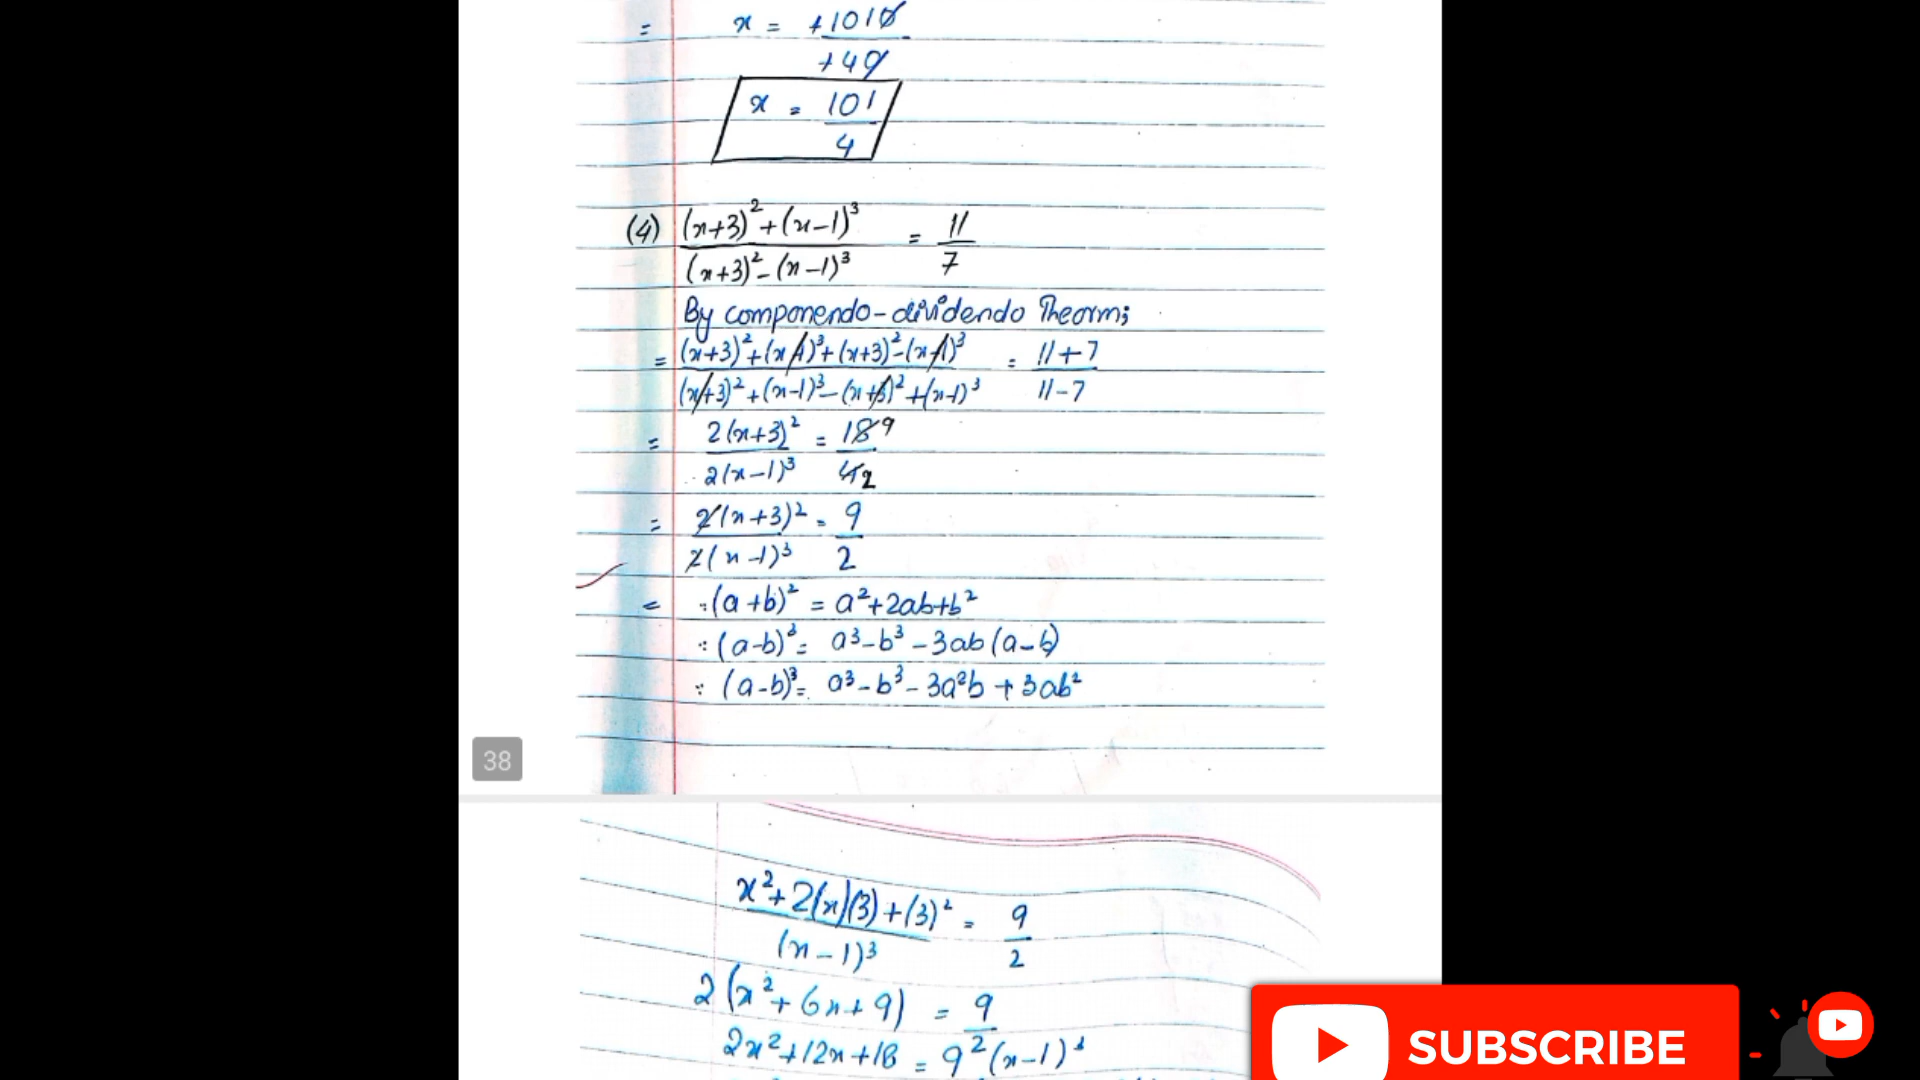 = x = +1010
+40
x = 101
4
(4) (x+3)² + (x-1)³ = 11
(x+3)² - (x-1)³ 7
By componendo-dividendo Theorm;
= (x+3)² + (x-1)³ + (x+3)² - (x-1)³ = 11+7
(x+3)² + (x-1)³ - (x+3)² + (x-1)³ 11-7
= 2(x+3)² = 18 9
2(x-1)³ 4 2
= 2(x+3)² = 9
2(x-1)³ 2
= ∵(a+b)² = a²+2ab+b²
∵(a-b)³ = a³-b³-3ab(a-b)
∵(a-b)³ = a³-b³-3a²b+3ab²
38
x²+2(x)(3)+(3)² = 9
(x-1)³ 2
2(x²+6x+9) = 9
2x²+12x+18 = 9²(x-1)³
SUBSCRIBE